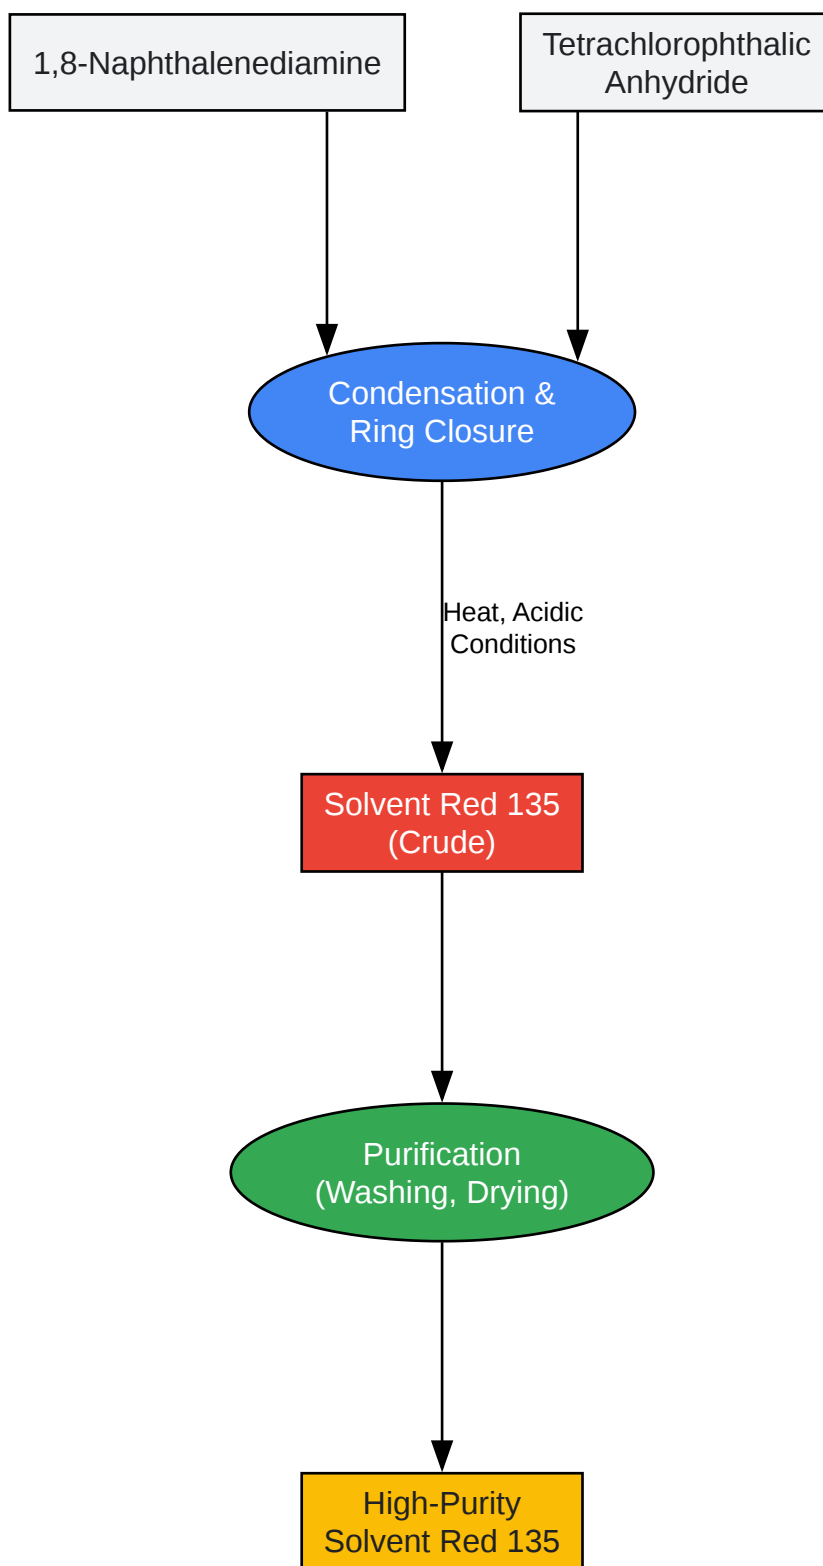 1,8-Naphthalenediamine
Tetrachlorophthalic
Anhydride
Condensation &
Ring Closure
Heat, Acidic
Conditions
Solvent Red 135
(Crude)
Purification
(Washing, Drying)
High-Purity
Solvent Red 135